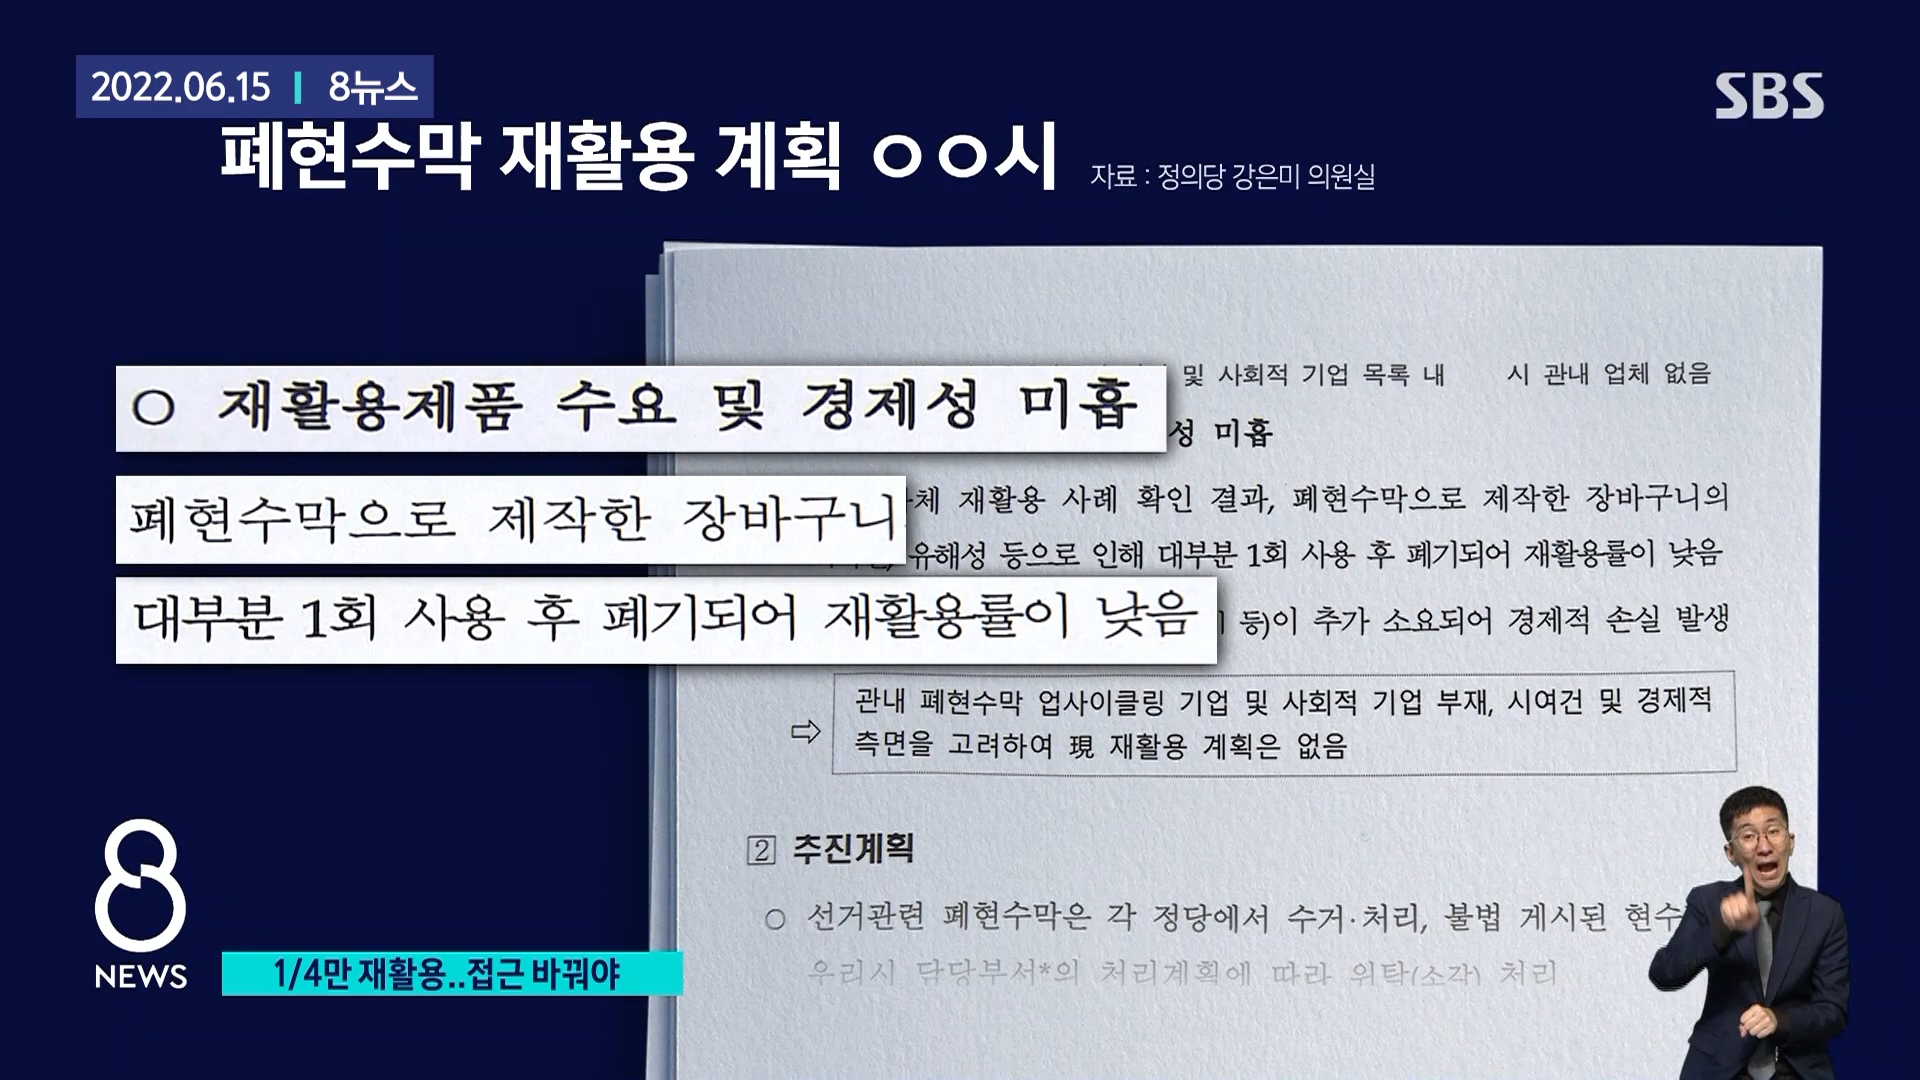 2022.06.15 | 8뉴스
SBS
폐현수막 재활용 계획 ㅇㅇ시
자료 : 정의당 강은미 의원실
및 사회적 기업 목록 내 시 관내 업체 없음
ㅇ 재활용제품 수요 및 경제성 미흡
성 미흡
체 재활용 사례 확인 결과, 폐현수막으로 제작한 장바구니의
폐현수막으로 제작한 장바구니
유해성 등으로 인해 대부분 1회 사용 후 폐기되어 재활용률이 낮음
대부분 1회 사용 후 폐기되어 재활용률이 낮음
등)이 추가 소요되어 경제적 손실 발생
⇨ 관내 폐현수막 업사이클링 기업 및 사회적 기업 부재, 시여건 및 경제적
측면을 고려하여 現 재활용 계획은 없음
2 추진계획
ㅇ 선거관련 폐현수막은 각 정당에서 수거·처리, 불법 게시된 현수
우리시 담당부서*의 처리계획에 따라 위탁(소각) 처리
8
NEWS
1/4만 재활용..접근 바꿔야